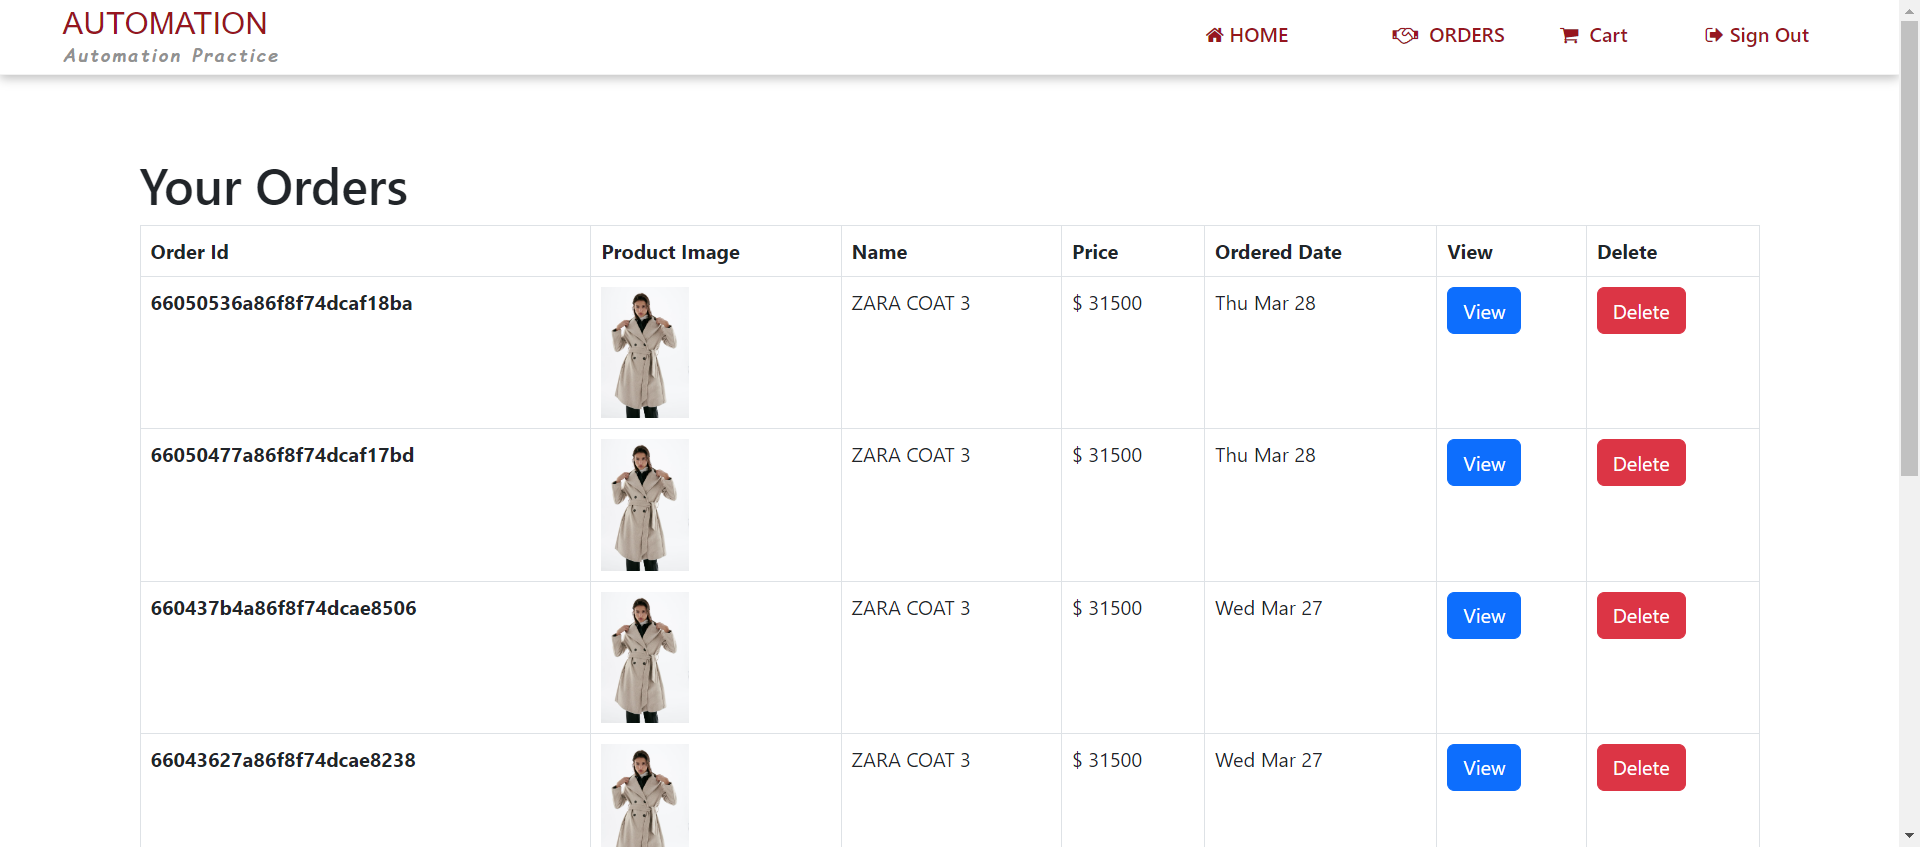 AUTOMATION
Automation Practice
HOME ORDERS Cart Sign Out
Your Orders
Order Id Product Image Name Price Ordered Date View Delete
66050536a86f8f74dcaf18ba ZARA COAT 3 $ 31500 Thu Mar 28 View Delete
66050477a86f8f74dcaf17bd ZARA COAT 3 $ 31500 Thu Mar 28 View Delete
660437b4a86f8f74dcae8506 ZARA COAT 3 $ 31500 Wed Mar 27 View Delete
66043627a86f8f74dcae8238 ZARA COAT 3 $ 31500 Wed Mar 27 View Delete